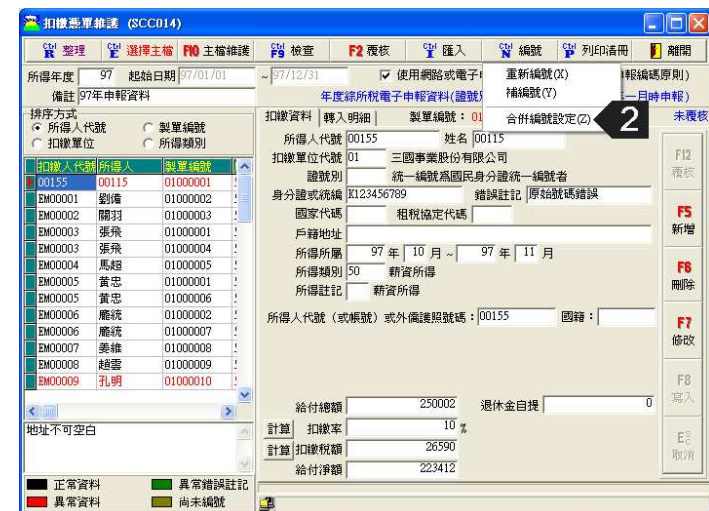 扣繳憑單維護 (SCC014)
Ctrl R 整理 Ctrl E 選擇主檔 F10 主檔維護 Ctrl F9 檢查 F2 覆核 Ctrl I 匯入 Ctrl N 編號 Ctrl P 列印清冊 離開
所得年度 97 起始日期 97/01/01 ~ 97/12/31 使用網路或電子申 報編碼原則)
備註 97年申報資料 年度綜所稅電子申報資料(證號別 一月時申報)
重新編號(X)
補編號(Y)
合併編號設定(Z)
2
排序方式
所得人代號 製單編號
扣繳單位 所得類別
扣繳資料 轉入明細 製單編號: 01 未覆核
扣繳人代號 所得人 製單編號
00155 00115 01000001
EM00001 劉備 01000002
EM00002 關羽 01000003
EM00003 張飛 01000001
EM00003 張飛 01000004
EM00004 馬超 01000005
EM00005 黃忠 01000001
EM00005 黃忠 01000006
EM00006 龐統 01000002
EM00006 龐統 01000007
EM00007 姜維 01000008
EM00008 趙雲 01000009
EM00009 孔明 01000010
地址不可空白
正常資料 異常錯誤註記
異常資料 尚未編號
所得人代號 00155 姓名 00115
扣繳單位代號 01 三國事業股份有限公司
證號別 統一編號為國民身分證統一編號者
身分證或統編 K123456789 錯誤註記 原始號碼錯誤
國家代碼 租稅協定代碼
戶籍地址
所得所屬 97 年 10 月 ~ 97 年 11 月
所得類別 50 薪資所得
所得註記 薪資所得
所得人代號(或帳號)或外僑護照號碼: 00155 國籍:
給付總額 250002 退休金自提 0
計算 扣繳率 10 %
計算 扣繳稅額 26590
給付淨額 223412
F12
覆核
F5
新增
F6
刪除
F7
修改
F8
寫入
Esc
取消